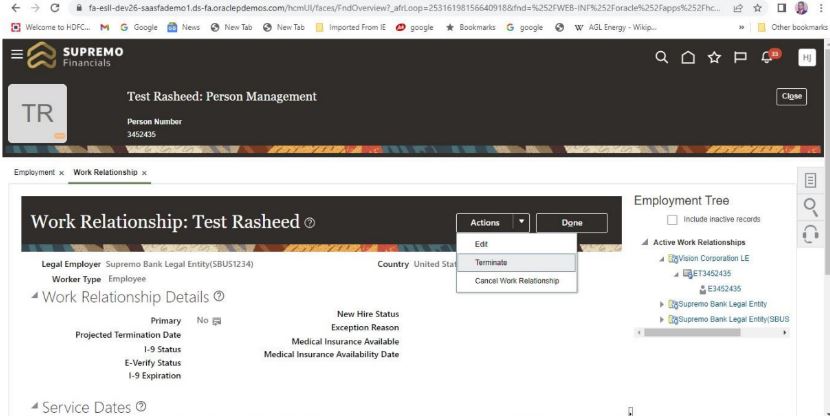 fa-esll-dev26-saasfademo1.ds-fa.oraclepdemos.com/hcmUI/faces/FndOverview?_afrLoop=25316198156640918&fnd=%252FWEB-INF%252Foracle%252Fapps%252Fhc...
Welcome to HDFC... Gmail News New Tab New Tab Imported From IE google Bookmarks google AGL Energy - Wikip... » Other bookmarks
SUPREMO
Financials
HJ
TR
Test Rasheed: Person Management
Close
Person Number
3452435
Employment x Work Relationship x
Work Relationship: Test Rasheed
Actions Done
Edit
Terminate
Cancel Work Relationship
Legal Employer Supremo Bank Legal Entity(SBUS1234)
Country United Stat
Worker Type Employee
Work Relationship Details
Primary No
Projected Termination Date
I-9 Status
E-Verify Status
I-9 Expiration
New Hire Status
Exception Reason
Medical Insurance Available
Medical Insurance Availability Date
Service Dates
Employment Tree
Include inactive records
Active Work Relationships
Vision Corporation LE
ET3452435
E3452435
Supremo Bank Legal Entity
Supremo Bank Legal Entity(SBUS